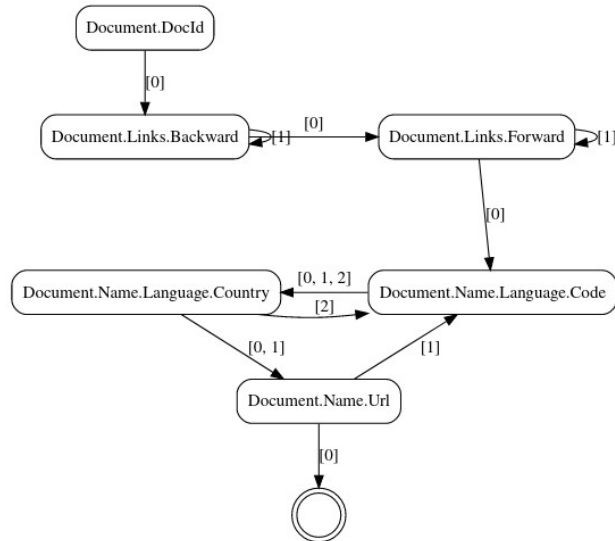 Document.DocId
[0]
Document.Links.Backward
[1]
[0]
Document.Links.Forward
[1]
[0]
Document.Name.Language.Country
[0, 1, 2]
[2]
Document.Name.Language.Code
[0, 1]
[1]
Document.Name.Url
[0]